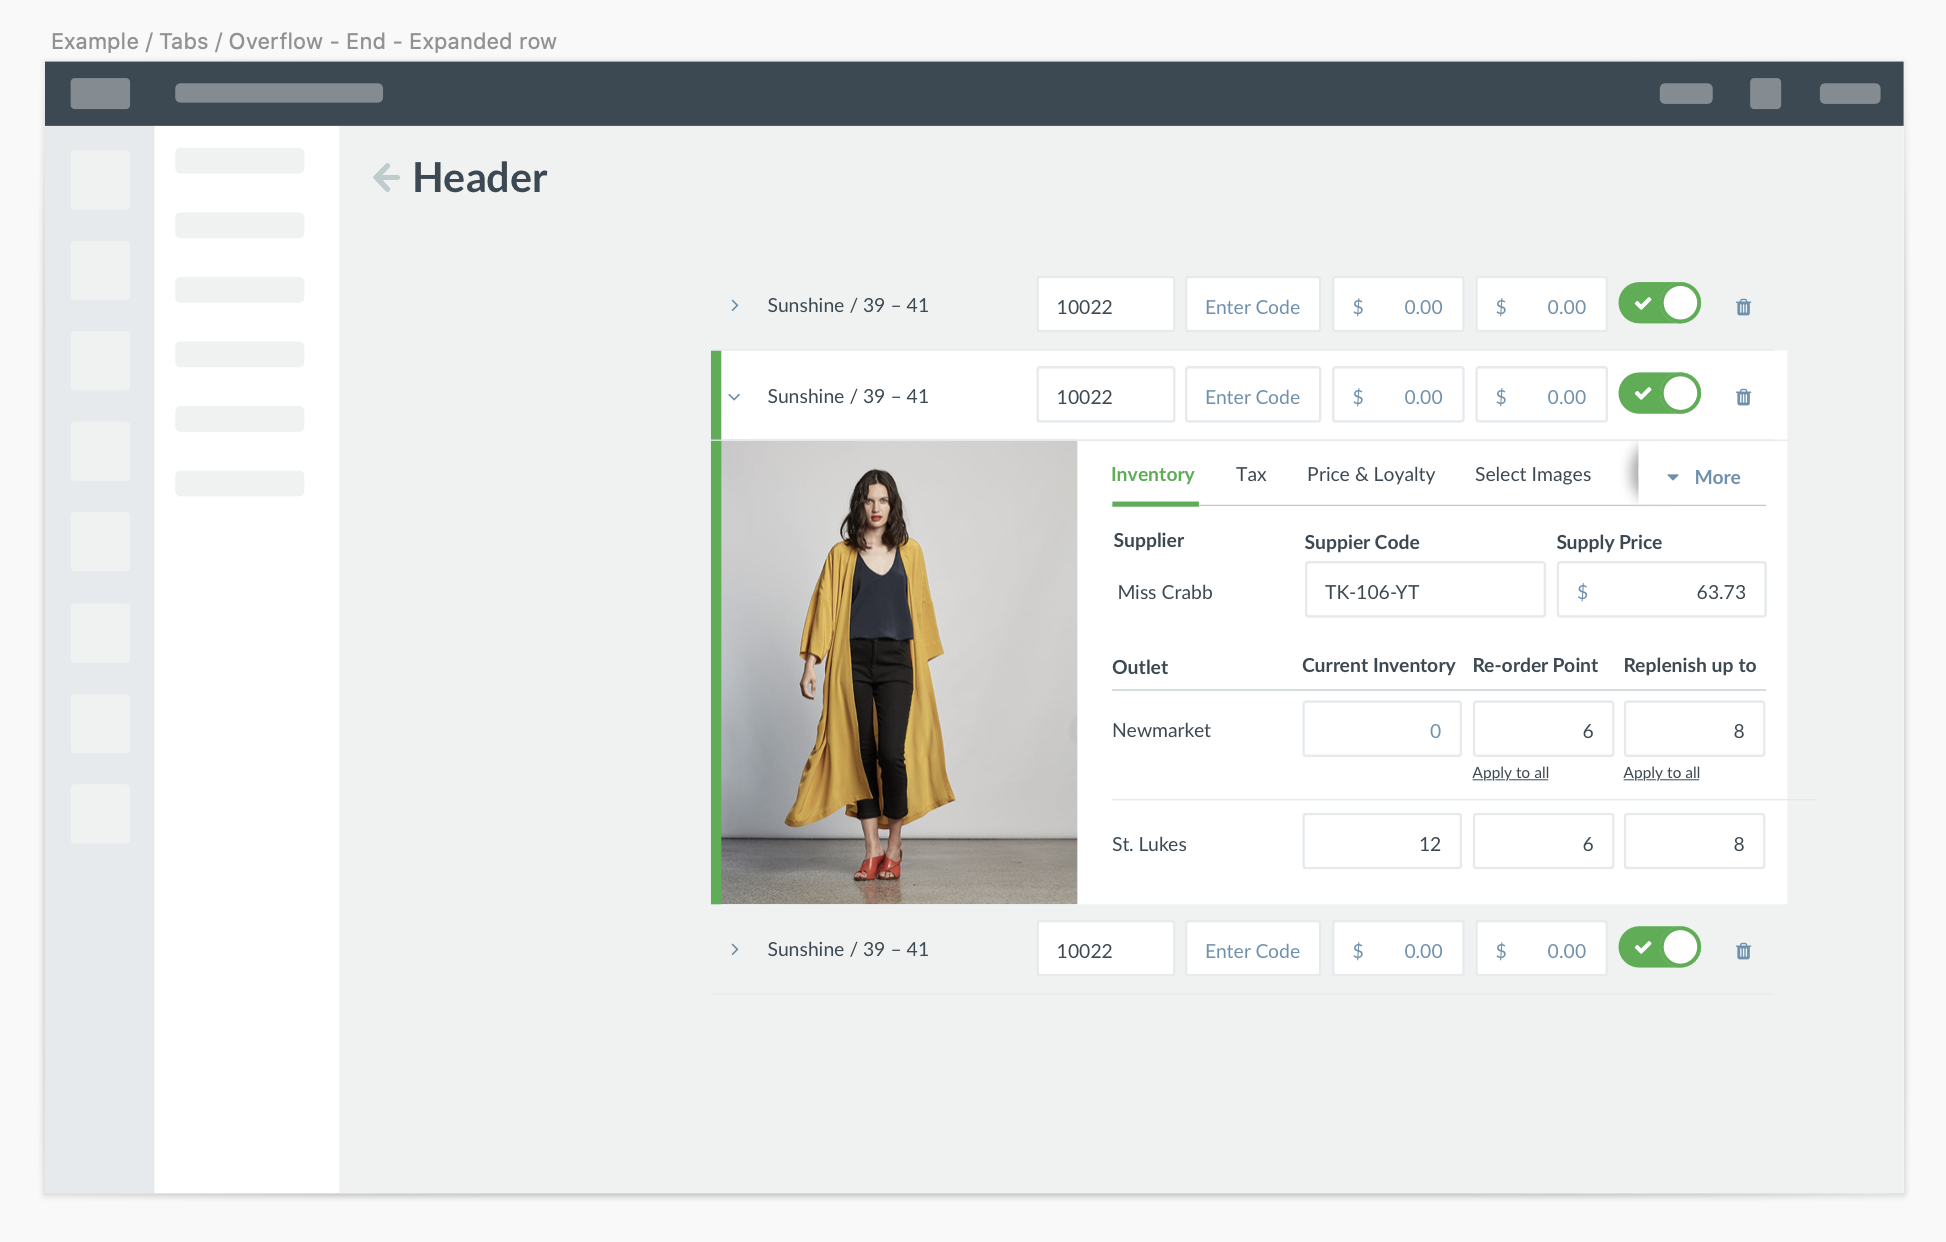 Example / Tabs / Overflow - End - Expanded row
Header
Sunshine / 39 – 41 10022 Enter Code $ 0.00 $ 0.00
Sunshine / 39 – 41 10022 Enter Code $ 0.00 $ 0.00
Inventory Tax Price & Loyalty Select Images More
Supplier Suppier Code Supply Price
Miss Crabb TK-106-YT $ 63.73
Outlet Current Inventory Re-order Point Replenish up to
Newmarket 0 6 8
Apply to all Apply to all
St. Lukes 12 6 8
Sunshine / 39 – 41 10022 Enter Code $ 0.00 $ 0.00